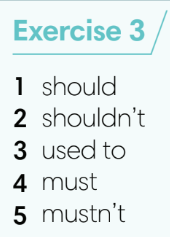 Exercise 3
1 should
2 shouldn't
3 used to
4 must
5 mustn't